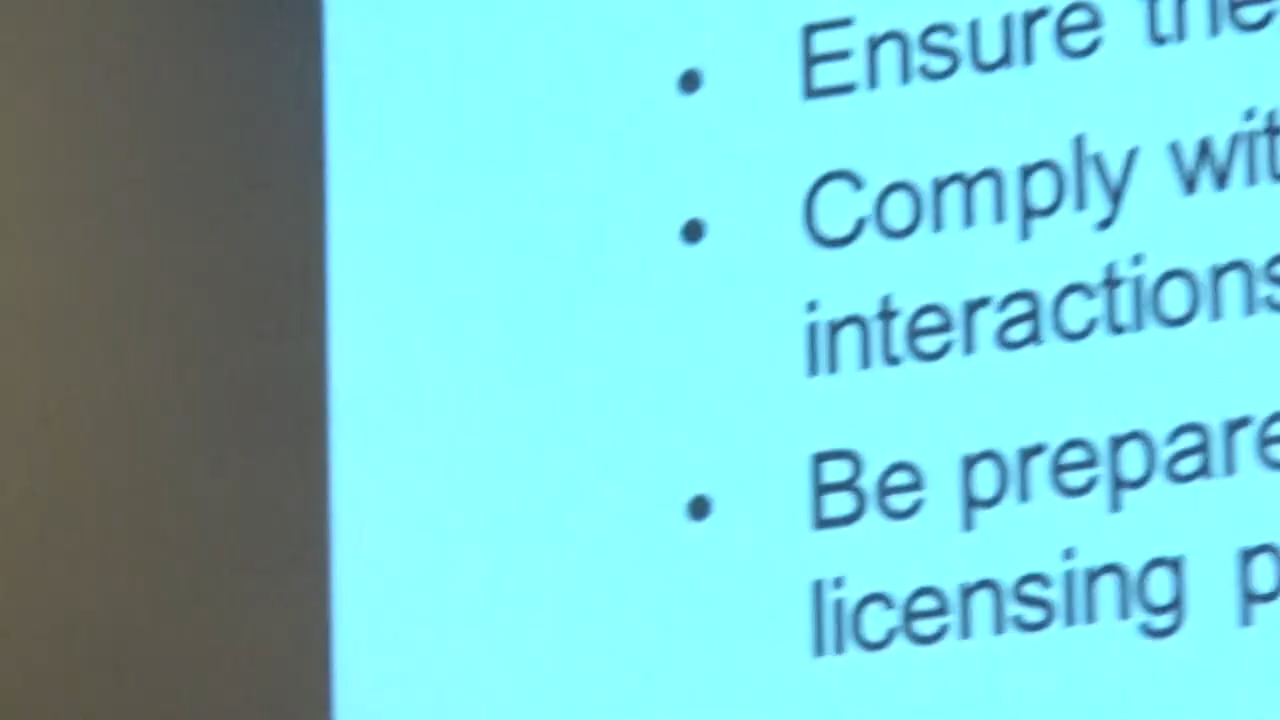 • Ensure the
• Comply wit
interactions
• Be prepare
licensing p